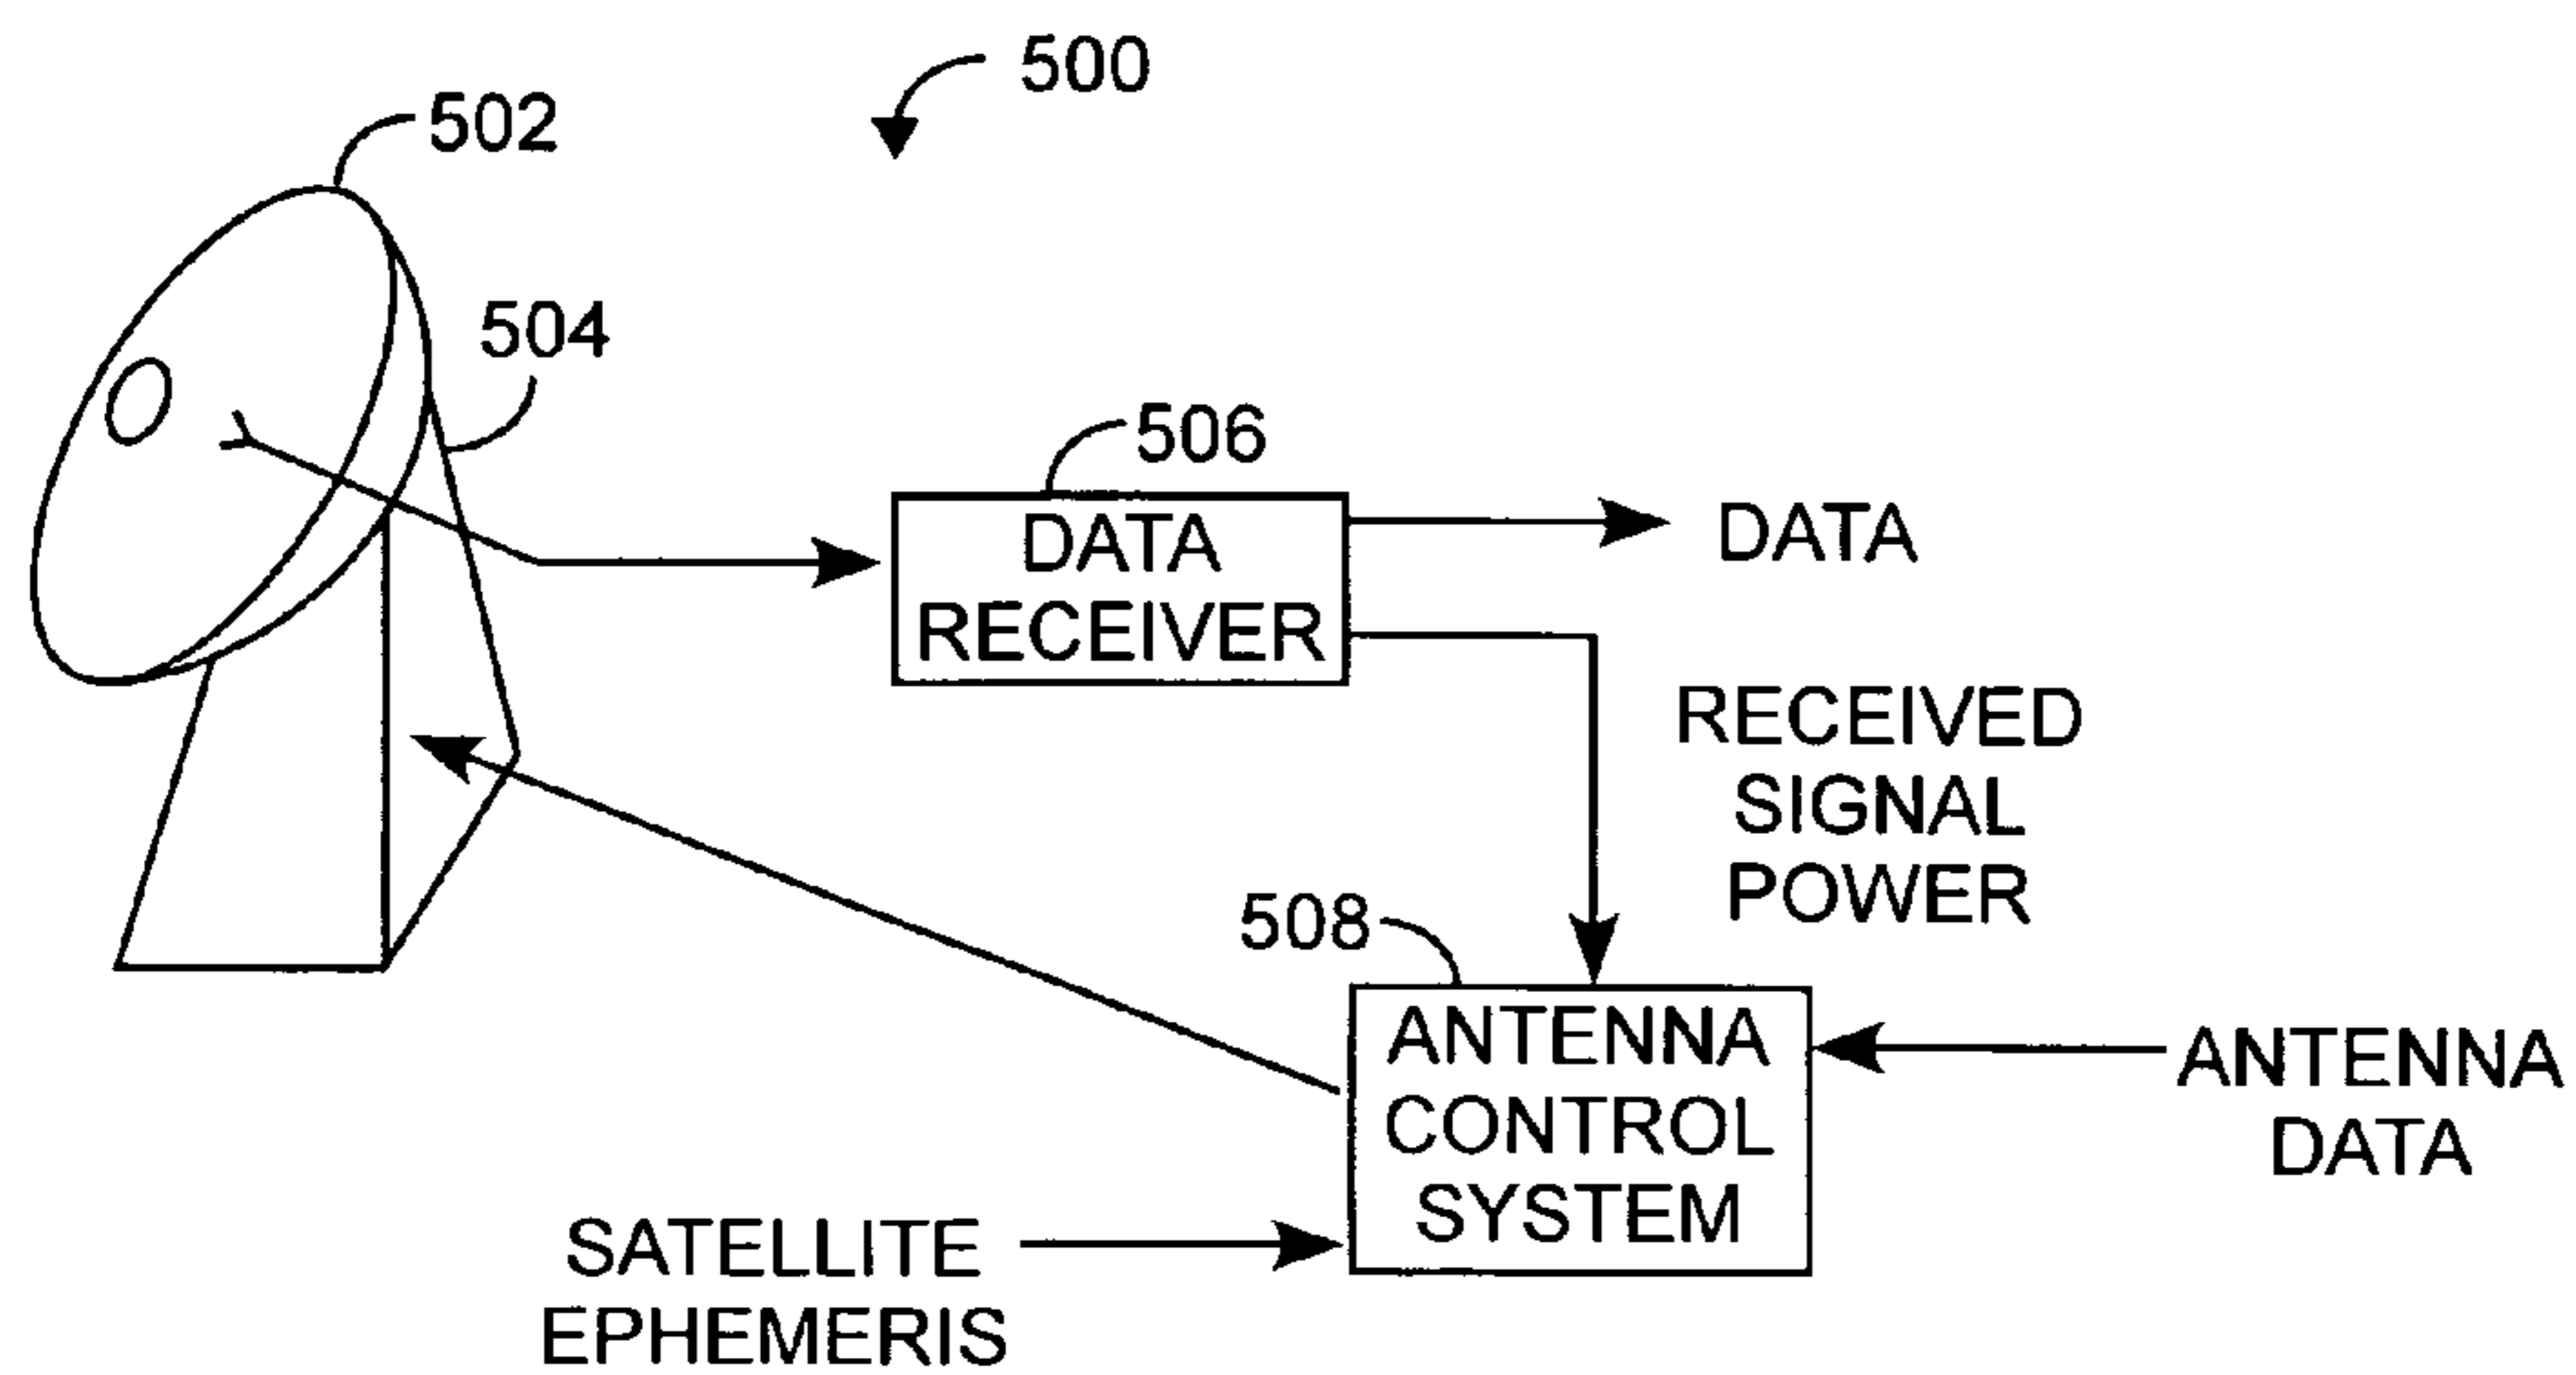 500
502
504
506
DATA
RECEIVER
DATA
RECEIVED
SIGNAL
POWER
508
ANTENNA
CONTROL
SYSTEM
ANTENNA
DATA
SATELLITE
EPHEMERIS